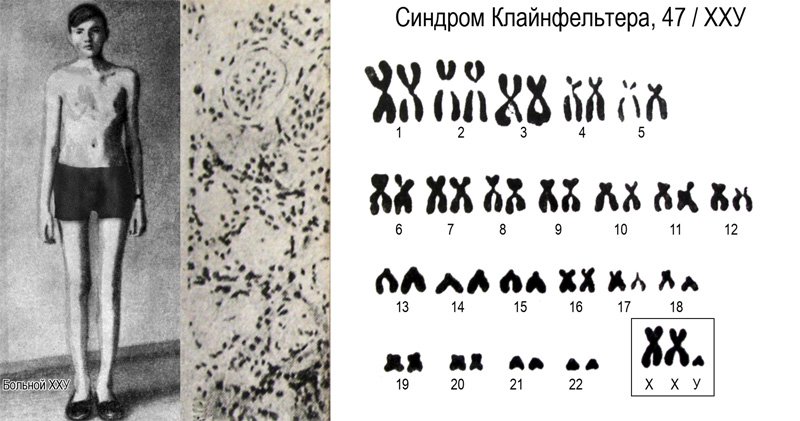 Синдром Клайнфельтера, 47 / ХХУ
1 2 3 4 5
6 7 8 9 10 11 12
13 14 15 16 17 18
19 20 21 22 Х Х У
Больной ХХУ